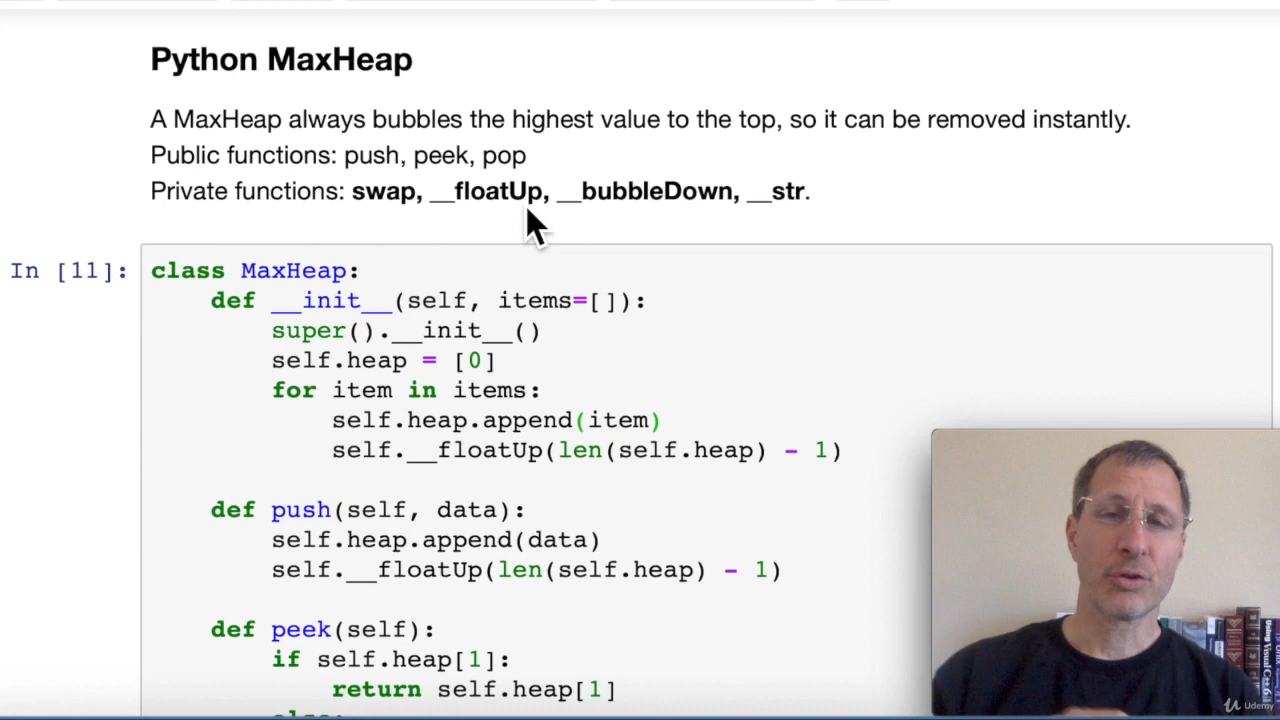 Python MaxHeap
A MaxHeap always bubbles the highest value to the top, so it can be removed instantly.
Public functions: push, peek, pop
Private functions: swap, __floatUp, __bubbleDown, __str.
In [11]:
class MaxHeap:
    def __init__(self, items=[]):
        super().__init__()
        self.heap = [0]
        for item in items:
            self.heap.append(item)
            self.__floatUp(len(self.heap) - 1)
    def push(self, data):
        self.heap.append(data)
        self.__floatUp(len(self.heap) - 1)
    def peek(self):
        if self.heap[1]:
            return self.heap[1]
        else:
Using Visual C++ 6
Udemy